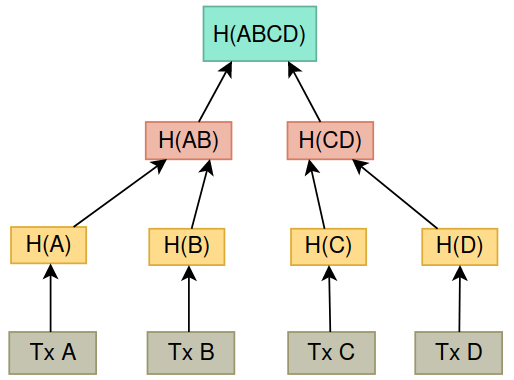 H(ABCD)
H(AB)
H(CD)
H(A)
H(B)
H(C)
H(D)
Tx A
Tx B
Tx C
Tx D